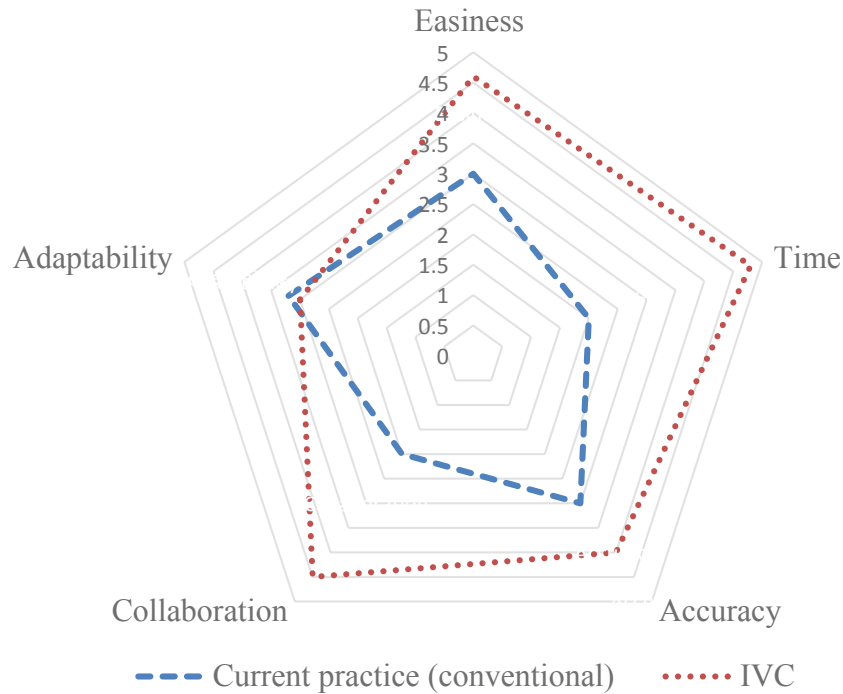 Easiness
5
4.5
4
3.5
3
2.5
2
1.5
1
0.5
0
Adaptability
Time
Collaboration
Accuracy
Current practice (conventional)
IVC